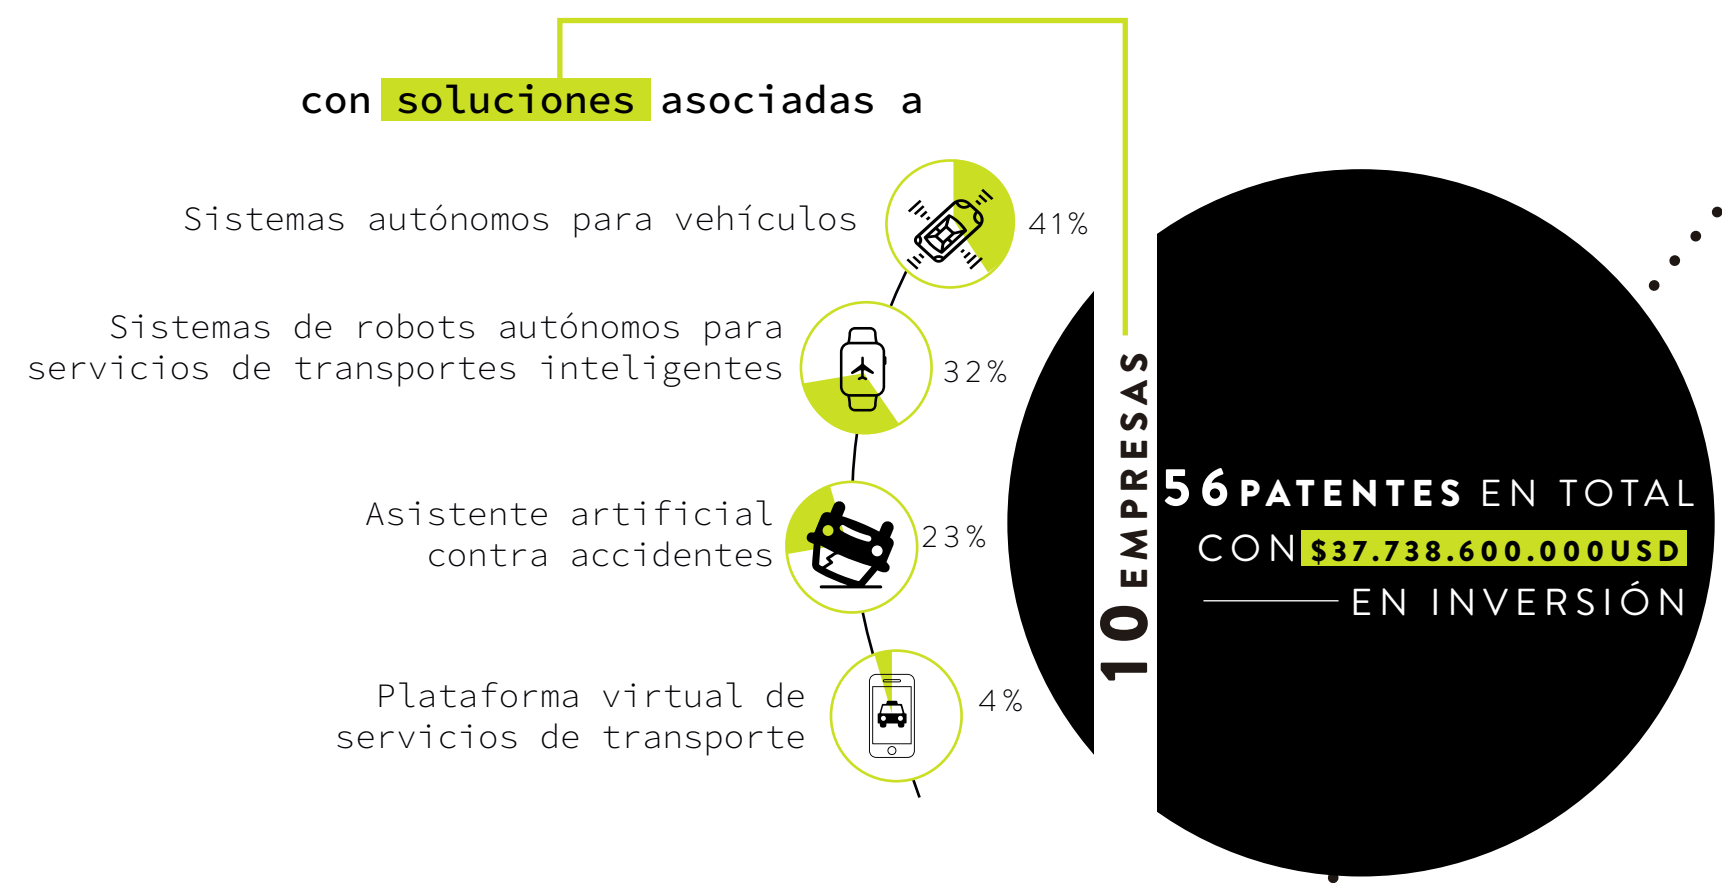 con soluciones asociadas a
Sistemas autónomos para vehículos
41%
Sistemas de robots autónomos para
servicios de transportes inteligentes
32%
Asistente artificial
contra accidentes
23%
Plataforma virtual de
servicios de transporte
4%
10 EMPRESAS
56 PATENTES EN TOTAL
CON $37.738.600.000USD
EN INVERSIÓN